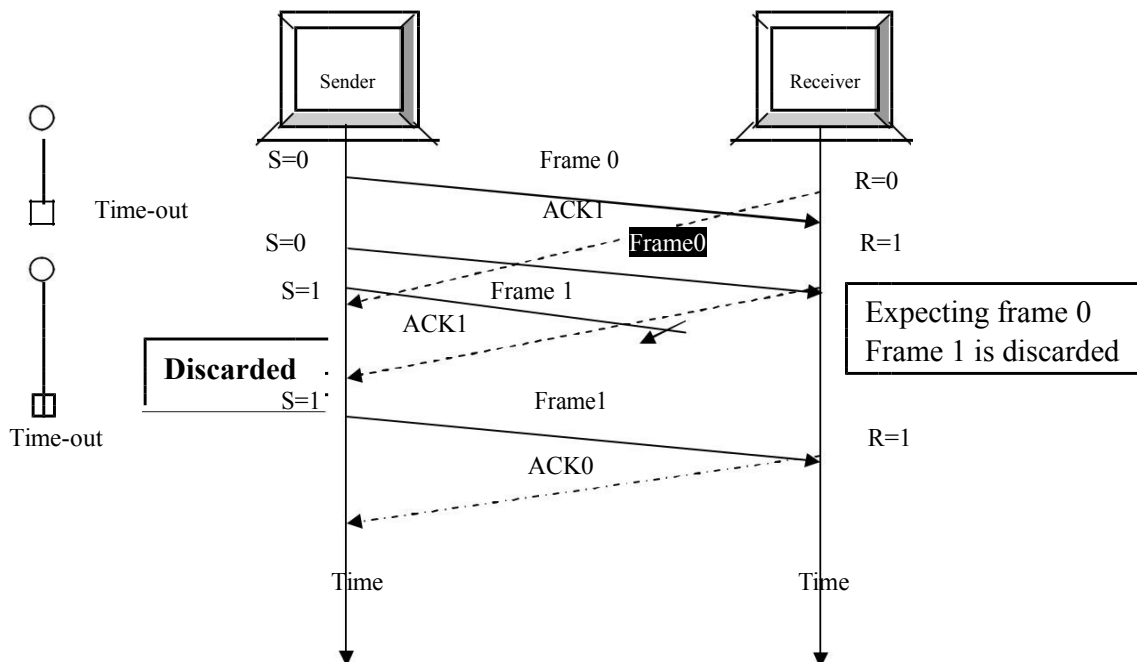 Sender
Receiver
S=0
Frame 0
R=0
Time-out
ACK1
S=0
Frame0
R=1
S=1
Frame 1
Expecting frame 0
Frame 1 is discarded
ACK1
Discarded
S=1
Frame1
Time-out
R=1
ACK0
Time
Time